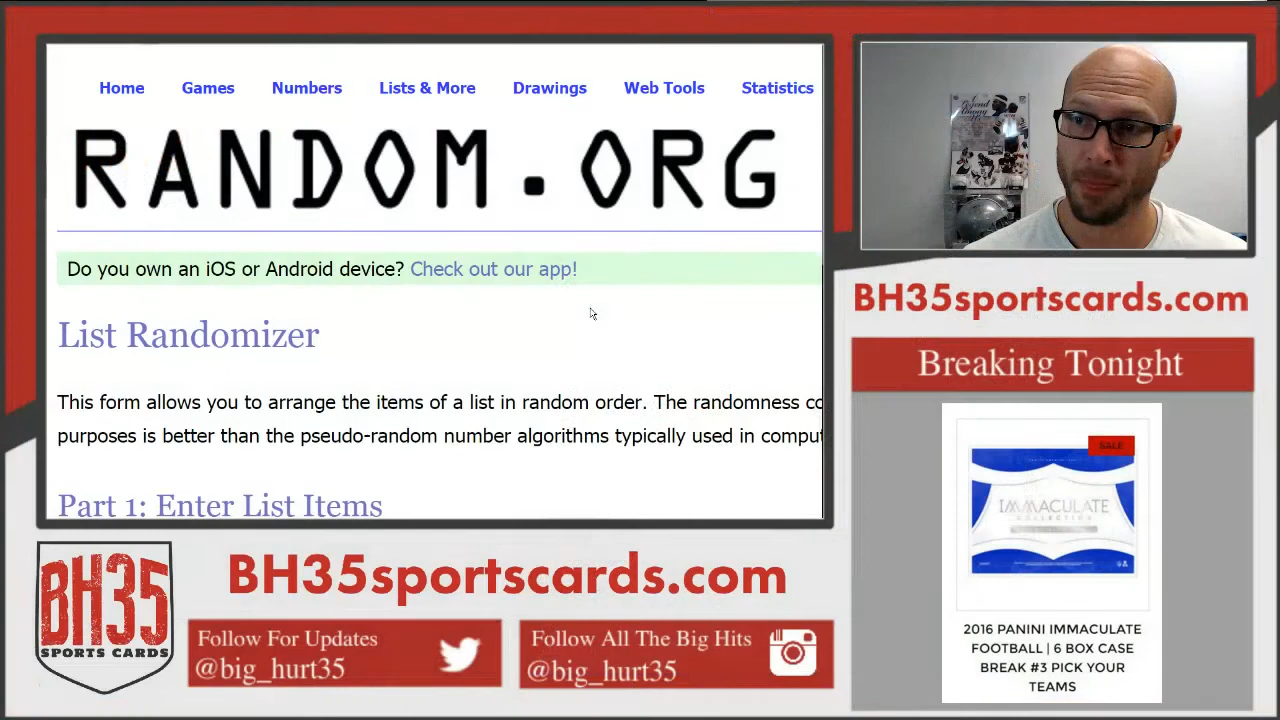 Home Games Numbers Lists & More Drawings Web Tools Statistics
RANDOM.ORG
Do you own an iOS or Android device? Check out our app!
List Randomizer
This form allows you to arrange the items of a list in random order. The randomness co
purposes is better than the pseudo-random number algorithms typically used in comput
Part 1: Enter List Items
BH35sportscards.com
Breaking Tonight
SALE
IMMACULATE
COLLECTION
2016 PANINI IMMACULATE
FOOTBALL | 6 BOX CASE
BREAK #3 PICK YOUR
TEAMS
BH35
SPORTS CARDS
BH35sportscards.com
Follow For Updates
@big_hurt35
Follow All The Big Hits
@big_hurt35